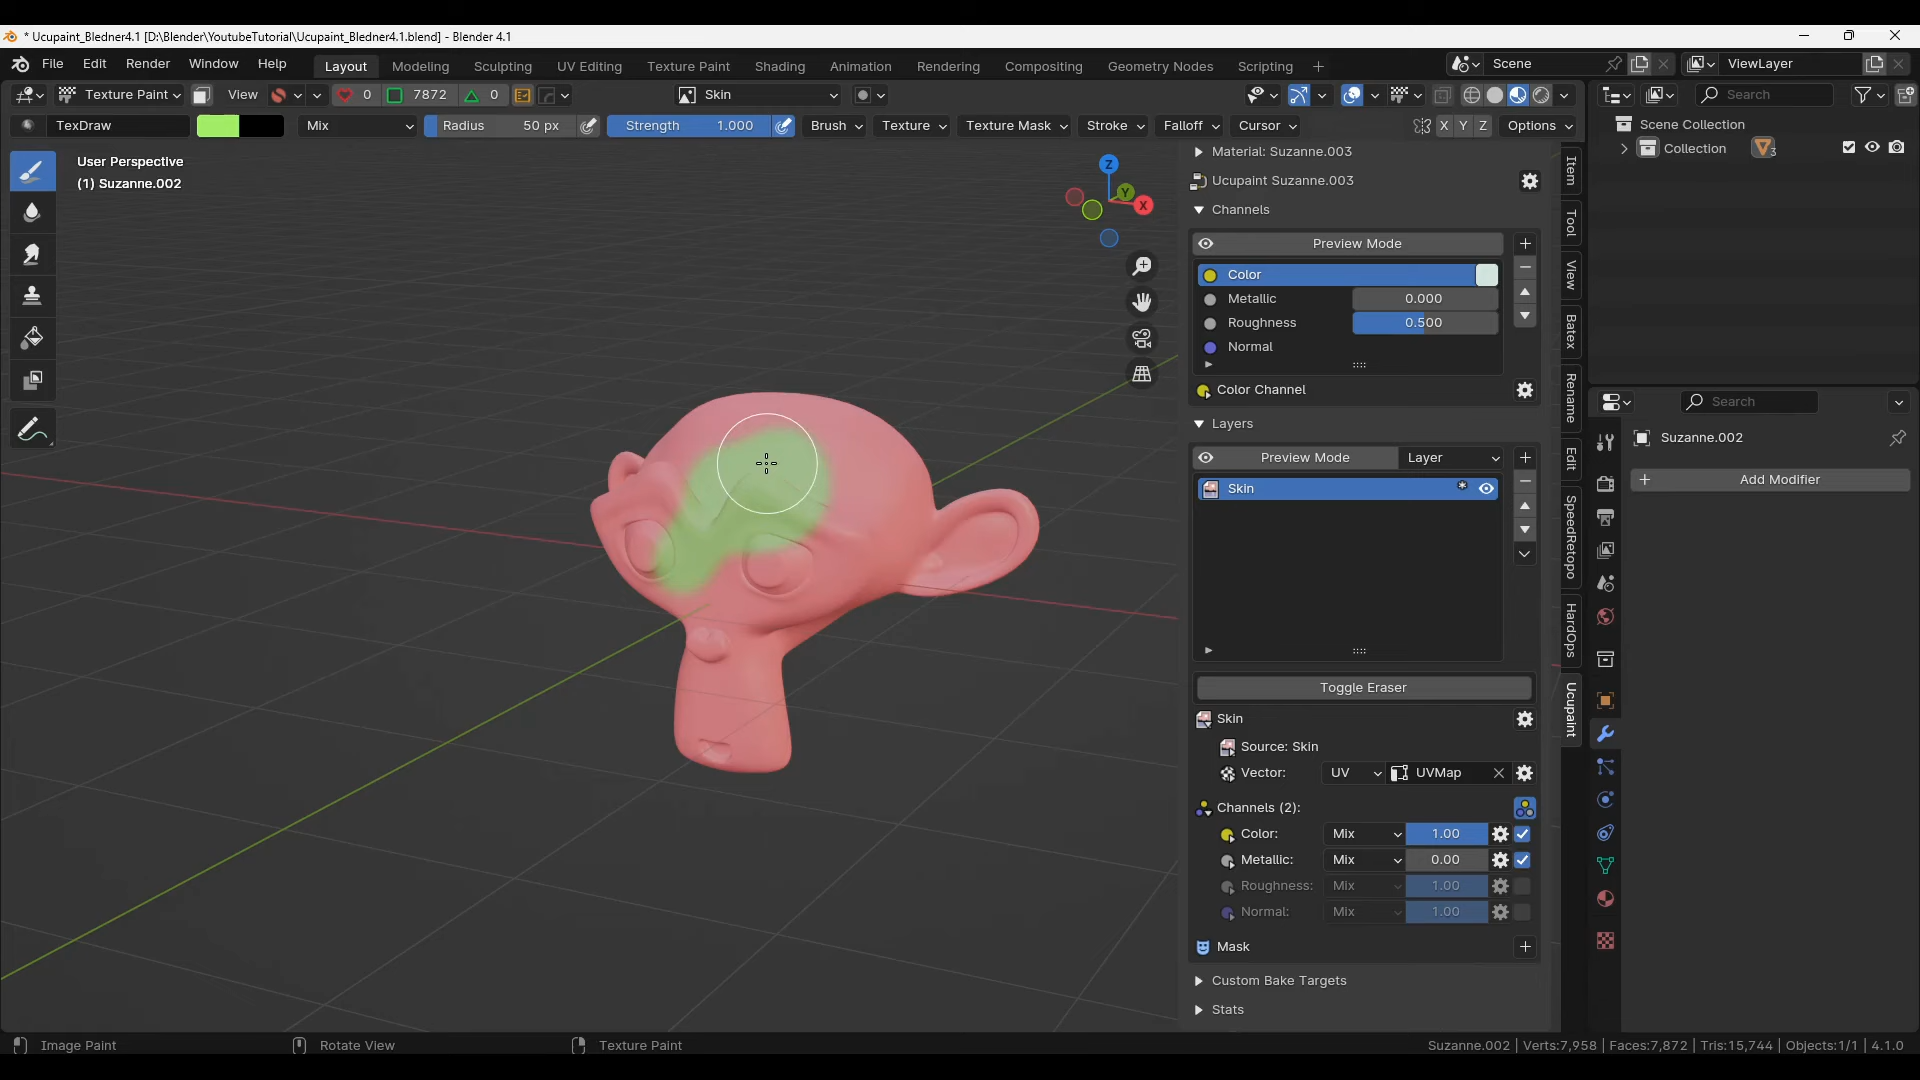 * Ucupaint_Bledner4.1 [D:\Blender\YoutubeTutorial\Ucupaint_Bledner4.1.blend] - Blender 4.1
File Edit Render Window Help Layout Modeling Sculpting UV Editing Texture Paint Shading Animation Rendering Compositing Geometry Nodes Scripting + Scene ViewLayer
Texture Paint View 0 7872 0 Skin Search
TexDraw Mix Radius 50 px Strength 1.000 Brush Texture Texture Mask Stroke Falloff Cursor X Y Z Options
Scene Collection
Collection 3
User Perspective
(1) Suzanne.002
Z
Y
X
Material: Suzanne.003
Ucupaint Suzanne.003
Channels
Preview Mode
Color
Metallic 0.000
Roughness 0.500
Normal
Color Channel
Layers
Preview Mode Layer
Skin
Toggle Eraser
Skin
Source: Skin
Vector: UV UVMap
Channels (2):
Color: Mix 1.00
Metallic: Mix 0.00
Roughness: Mix 1.00
Normal: Mix 1.00
Mask
Custom Bake Targets
Stats
Item
Tool
View
Batex
Rename
Edit
SpeedRetopo
HardOps
Ucupaint
Search
Suzanne.002
+ Add Modifier
Image Paint Rotate View Texture Paint Suzanne.002 | Verts:7,958 | Faces:7,872 | Tris:15,744 | Objects:1/1 | 4.1.0